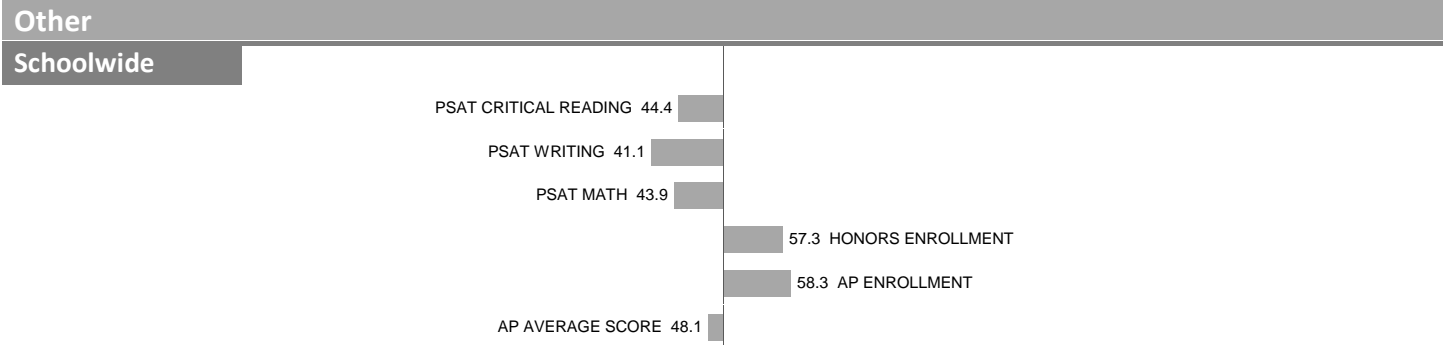 Other
Schoolwide
PSAT CRITICAL READING 44.4
PSAT WRITING 41.1
PSAT MATH 43.9
57.3 HONORS ENROLLMENT
58.3 AP ENROLLMENT
AP AVERAGE SCORE 48.1